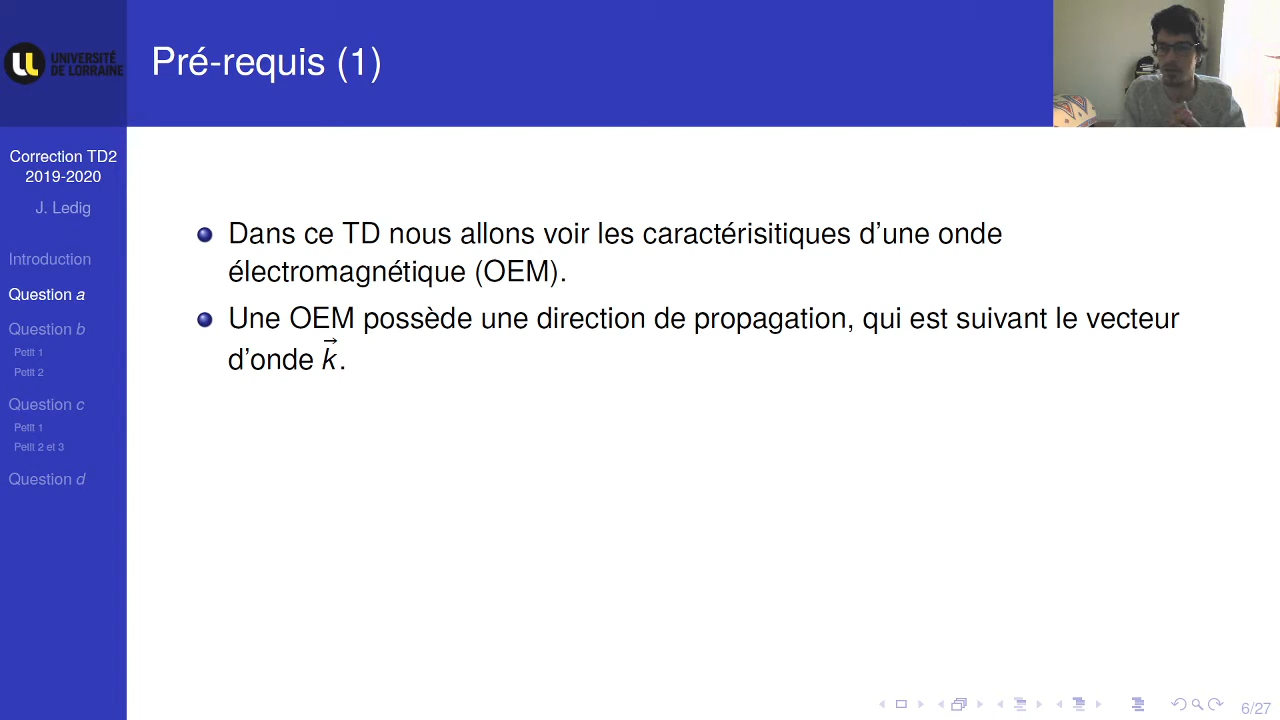 Pré-requis (1)
UNIVERSITÉ
DE LORRAINE
Correction TD2
2019-2020
J. Ledig
Introduction
Question a
Question b
Petit 1
Petit 2
Question c
Petit 1
Petit 2 et 3
Question d
Dans ce TD nous allons voir les caractérisitiques d'une onde
électromagnétique (OEM).
Une OEM possède une direction de propagation, qui est suivant le vecteur
d'onde k⃗.
6/27